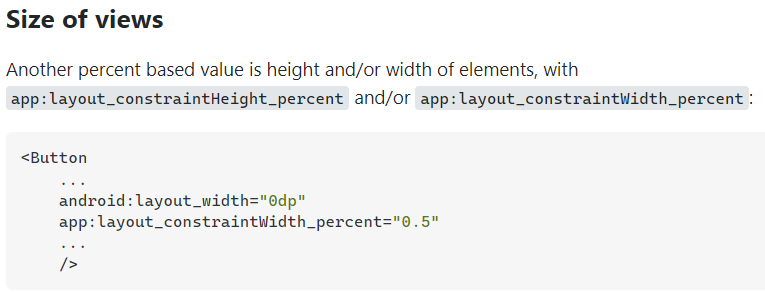 Size of views
Another percent based value is height and/or width of elements, with
app:layout_constraintHeight_percent and/or app:layout_constraintWidth_percent:
<Button
    ...
    android:layout_width="0dp"
    app:layout_constraintWidth_percent="0.5"
    ...
    />